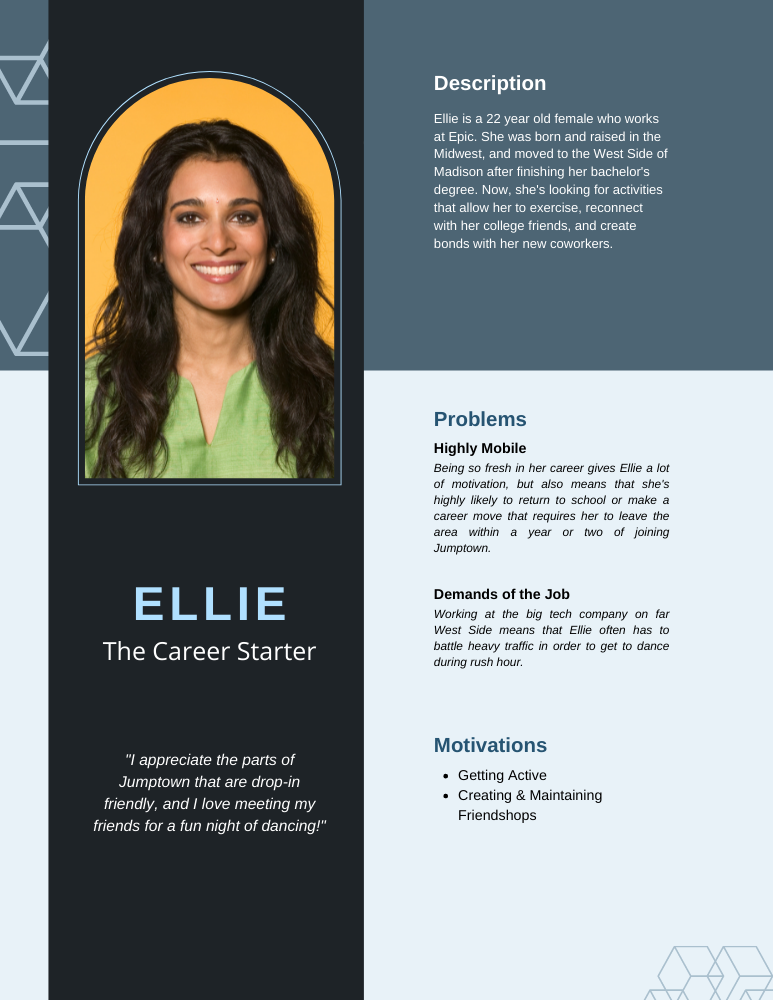 ELLIE
The Career Starter
"I appreciate the parts of
Jumptown that are drop-in
friendly, and I love meeting my
friends for a fun night of dancing!"
Description
Ellie is a 22 year old female who works
at Epic. She was born and raised in the
Midwest, and moved to the West Side of
Madison after finishing her bachelor's
degree. Now, she's looking for activities
that allow her to exercise, reconnect
with her college friends, and create
bonds with her new coworkers.
Problems
Highly Mobile
Being so fresh in her career gives Ellie a lot
of motivation, but also means that she's
highly likely to return to school or make a
career move that requires her to leave the
area within a year or two of joining
Jumptown.
Demands of the Job
Working at the big tech company on far
West Side means that Ellie often has to
battle heavy traffic in order to get to dance
during rush hour.
Motivations
• Getting Active
• Creating & Maintaining
Friendshops